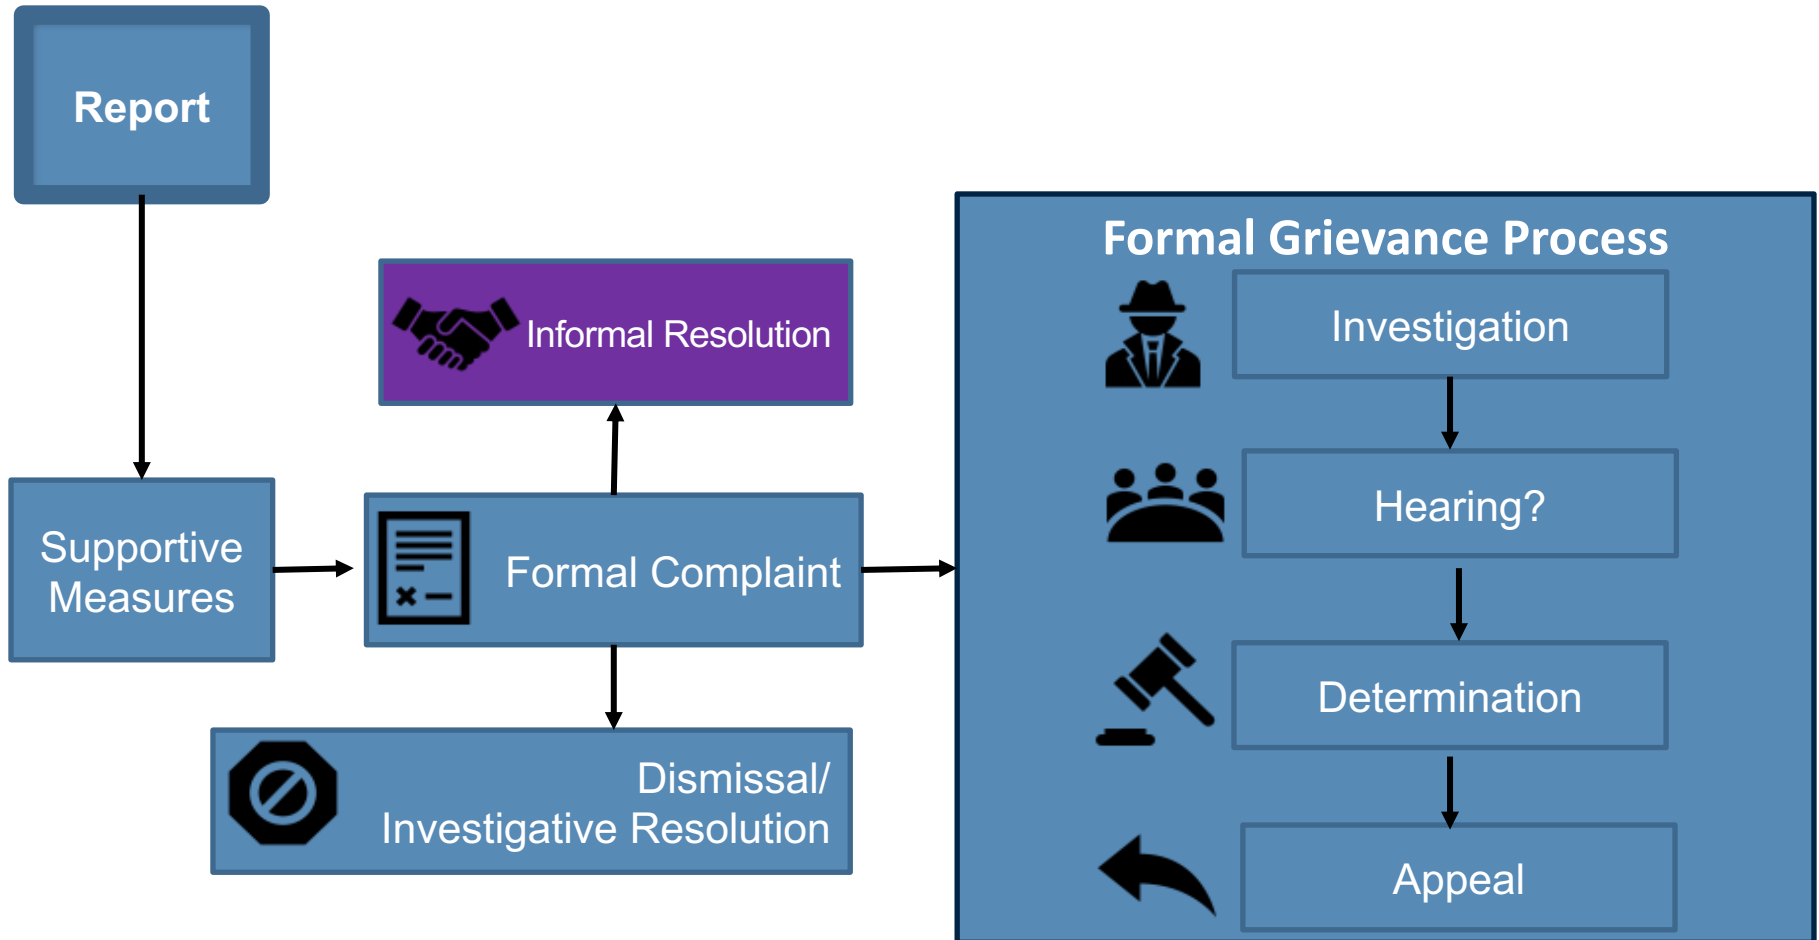 Report
Supportive
Measures
Informal Resolution
Formal Complaint
Dismissal/
Investigative Resolution
Formal Grievance Process
Investigation
Hearing?
Determination
Appeal